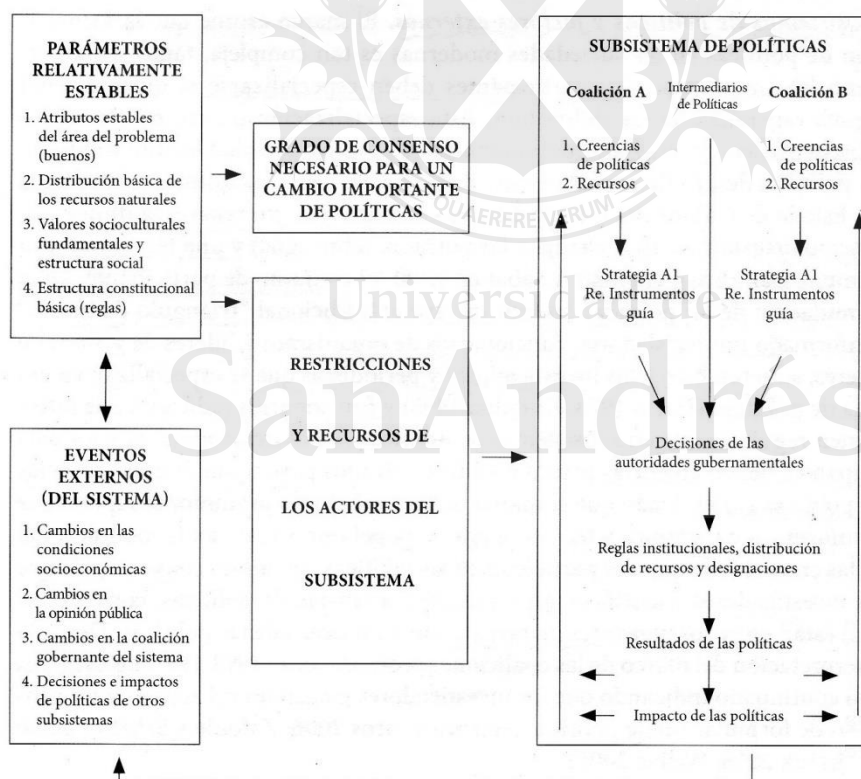 PARÁMETROS
RELATIVAMENTE
ESTABLES
1. Atributos estables
del área del problema
(buenos)
2. Distribución básica de
los recursos naturales
3. Valores socioculturales
fundamentales y
estructura social
4. Estructura constitucional
básica (reglas)
EVENTOS
EXTERNOS
(DEL SISTEMA)
1. Cambios en las
condiciones
socioeconómicas
2. Cambios en
la opinión pública
3. Cambios en la coalición
gobernante del sistema
4. Decisiones e impactos
de políticas de otros
subsistemas
GRADO DE CONSENSO
NECESARIO PARA UN
CAMBIO IMPORTANTE
DE POLÍTICAS
RESTRICCIONES
Y RECURSOS DE
LOS ACTORES DEL
SUBSISTEMA
SUBSISTEMA DE POLÍTICAS
Coalición A
Intermediarios
de Políticas
Coalición B
1. Creencias
de políticas
2. Recursos
1. Creencias
de políticas
2. Recursos
Strategia A1
Re. Instrumentos
guía
Strategia A1
Re. Instrumentos
guía
Decisiones de las
autoridades gubernamentales
Reglas institucionales, distribución
de recursos y designaciones
Resultados de las políticas
Impacto de las políticas
QUAERERE VERUM
Universidad de
SanAndrés